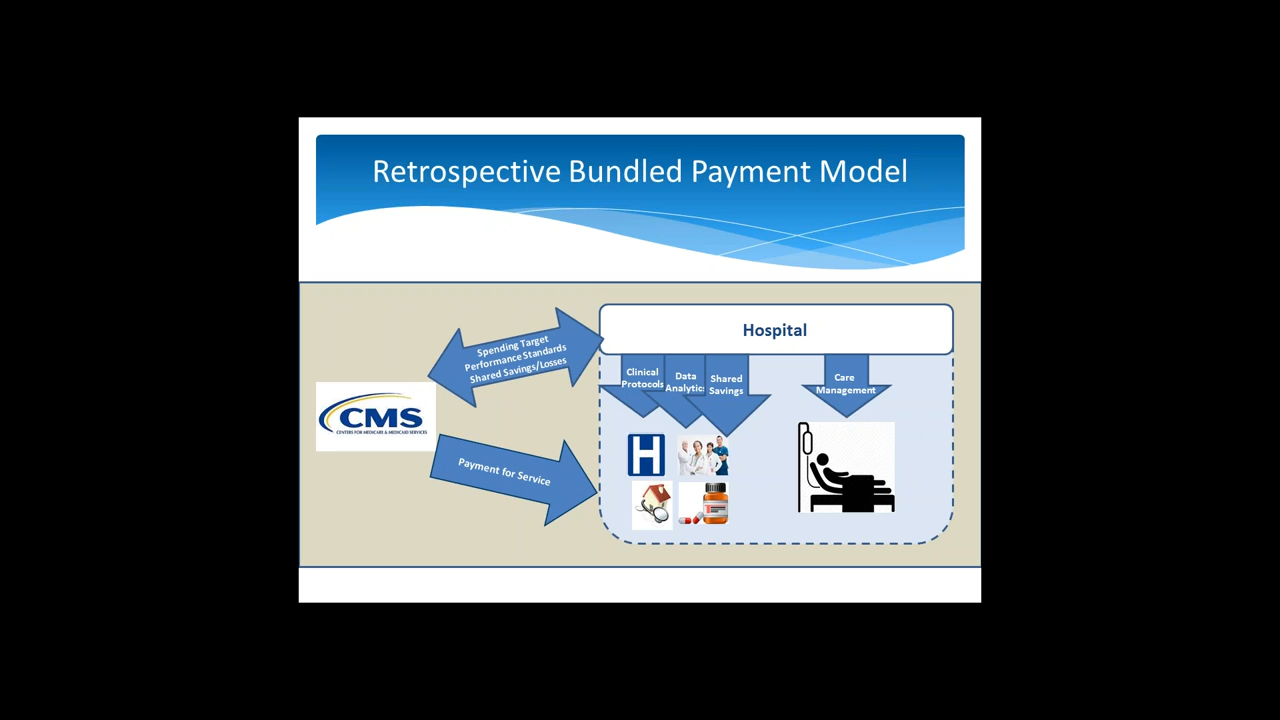 Retrospective Bundled Payment Model
Hospital
Spending Target
Performance Standards
Shared Savings/Losses
Clinical
Protocols
Data
Analytics
Shared
Savings
Care
Management
CMS
CENTERS FOR MEDICARE & MEDICAID SERVICES
Payment for Service
H